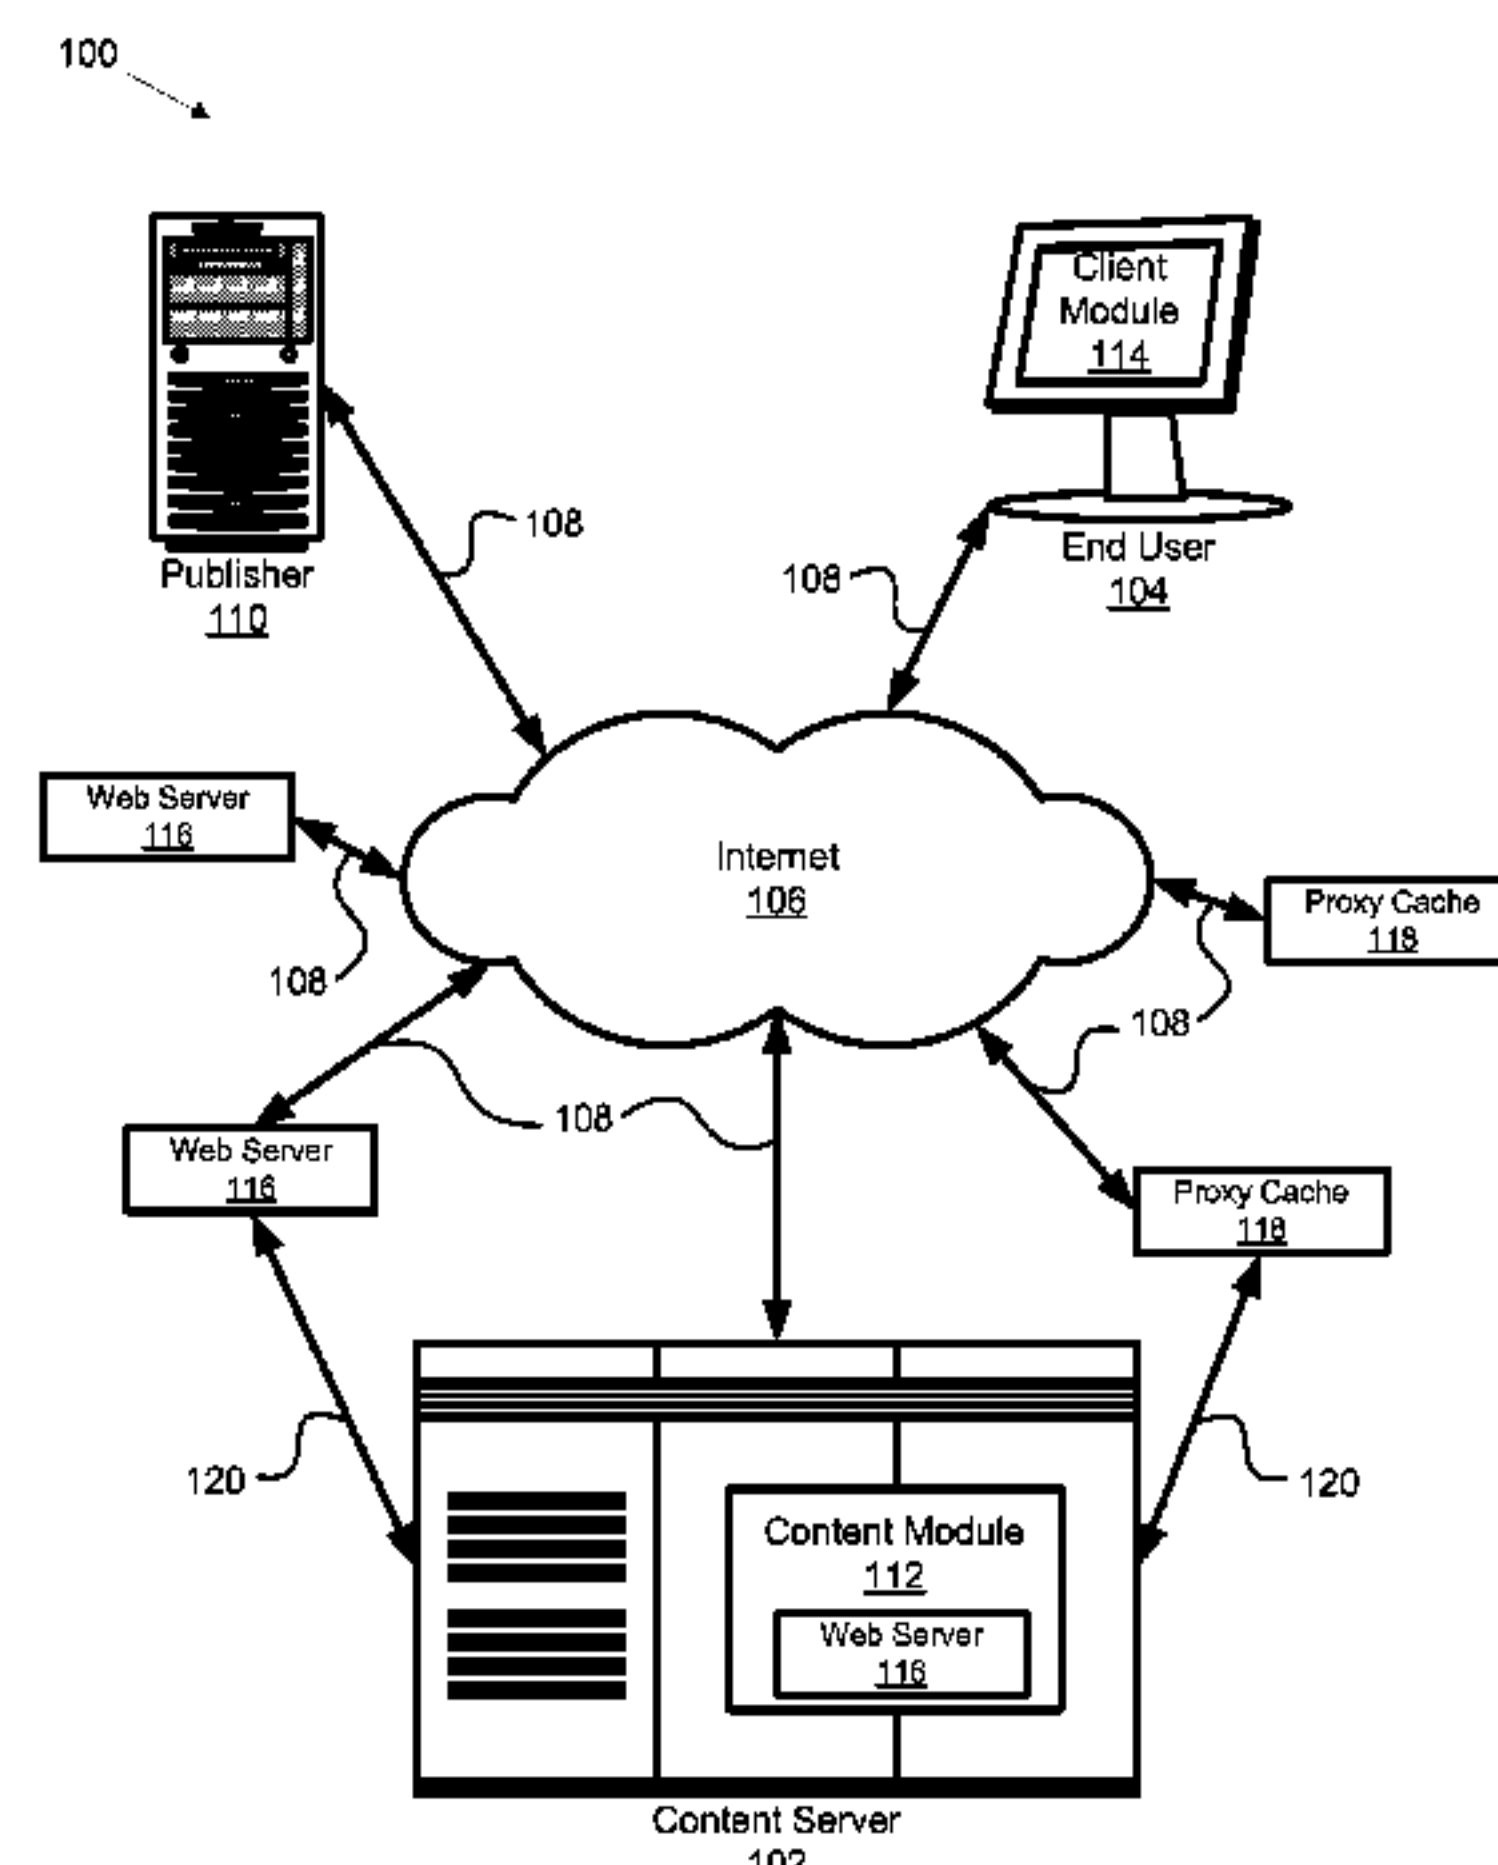 100
Client
Module
114
108
Publisher
110
End User
104
108
Web Server
116
Internet
106
Proxy Cache
118
108
108
108
Web Server
116
Proxy Cache
118
120
120
Content Module
112
Web Server
116
Content Server
102